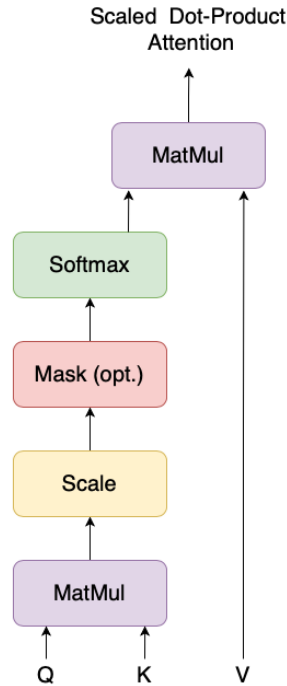 Scaled Dot-Product
Attention
MatMul
Softmax
Mask (opt.)
Scale
MatMul
Q K V